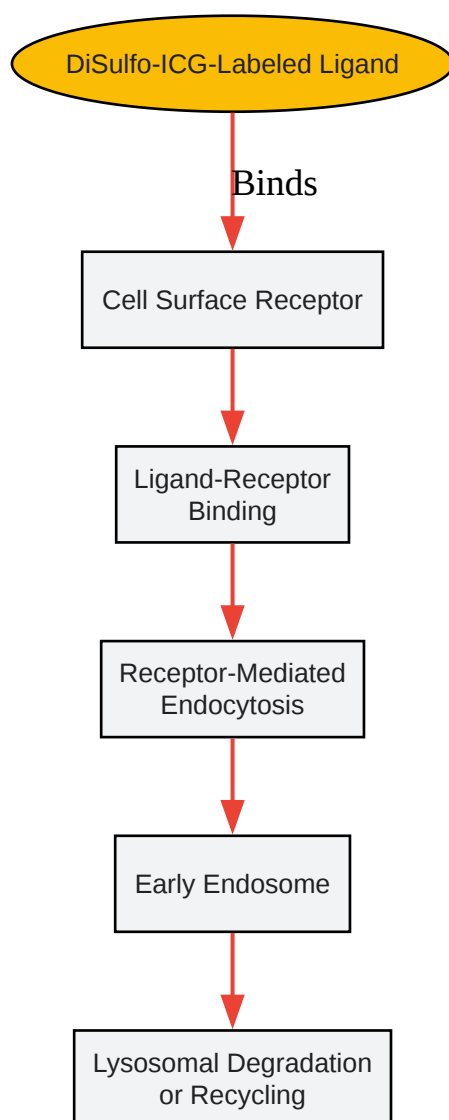 DiSulfo-ICG-Labeled Ligand
Binds
Cell Surface Receptor
Ligand-Receptor
Binding
Receptor-Mediated
Endocytosis
Early Endosome
Lysosomal Degradation
or Recycling